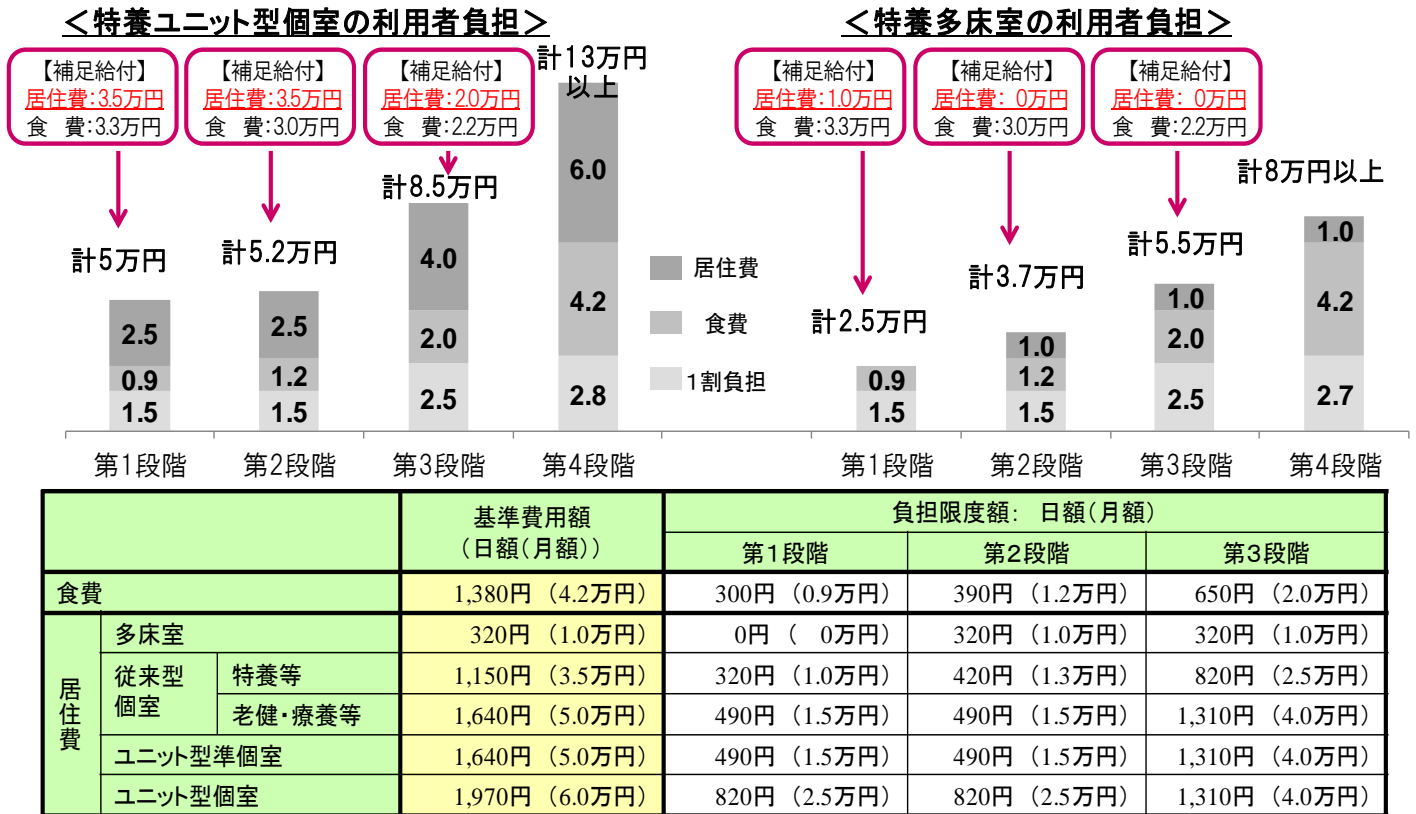 ＜特養ユニット型個室の利用者負担＞
【補足給付】
居住費:3.5万円
食　費:3.3万円
【補足給付】
居住費:3.5万円
食　費:3.0万円
【補足給付】
居住費:2.0万円
食　費:2.2万円
計13万円
以上
計5万円
計5.2万円
計8.5万円
2.5
0.9
1.5
2.5
1.2
1.5
4.0
2.0
2.5
6.0
4.2
2.8
第1段階
第2段階
第3段階
第4段階
居住費
食費
1割負担
＜特養多床室の利用者負担＞
【補足給付】
居住費:1.0万円
食　費:3.3万円
【補足給付】
居住費: 0万円
食　費:3.0万円
【補足給付】
居住費: 0万円
食　費:2.2万円
計2.5万円
計3.7万円
計5.5万円
計8万円以上
0.9
1.5
1.0
1.2
1.5
1.0
2.0
2.5
1.0
4.2
2.7
第1段階
第2段階
第3段階
第4段階
基準費用額
（日額(月額)）
負担限度額:　日額(月額)
第1段階
第2段階
第3段階
食費 1,380円 （4.2万円） 300円 （0.9万円） 390円 （1.2万円） 650円 （2.0万円）
居住費
多床室 320円 （1.0万円） 0円 （　0万円） 320円 （1.0万円） 320円 （1.0万円）
従来型
個室
特養等 1,150円 （3.5万円） 320円 （1.0万円） 420円 （1.3万円） 820円 （2.5万円）
老健・療養等 1,640円 （5.0万円） 490円 （1.5万円） 490円 （1.5万円） 1,310円 （4.0万円）
ユニット型準個室 1,640円 （5.0万円） 490円 （1.5万円） 490円 （1.5万円） 1,310円 （4.0万円）
ユニット型個室 1,970円 （6.0万円） 820円 （2.5万円） 820円 （2.5万円） 1,310円 （4.0万円）